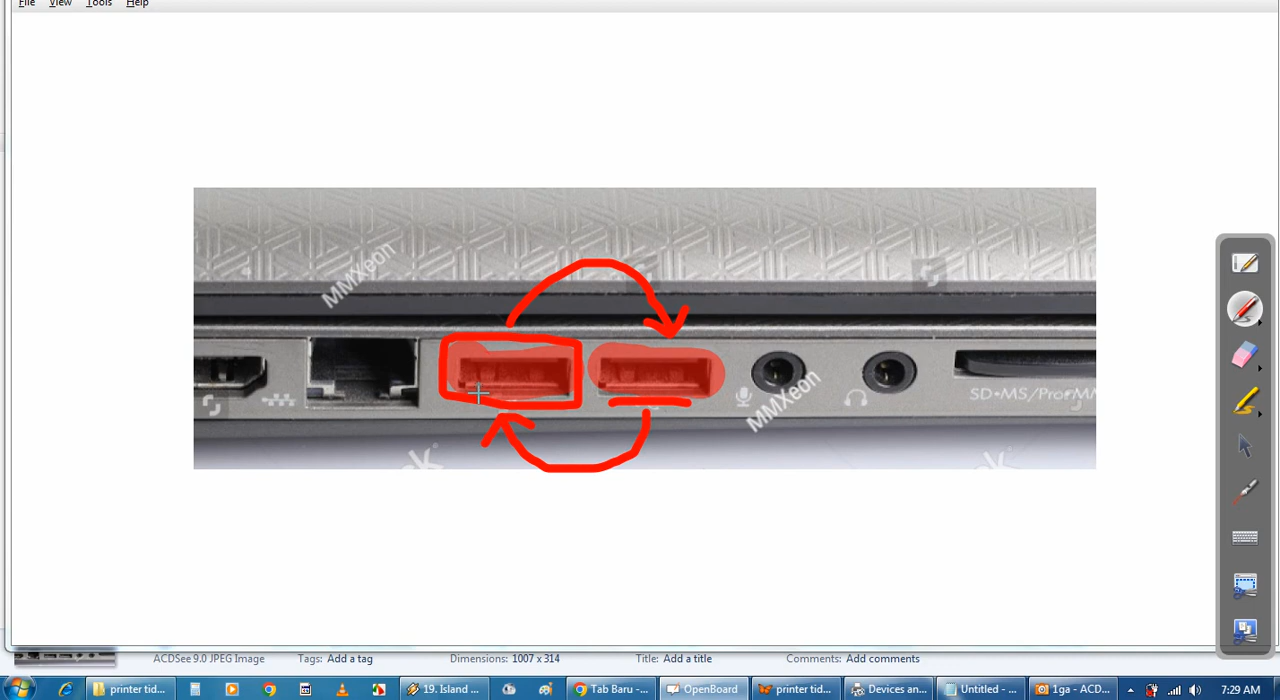 File View Tools Help
MMXeon
MMXeon
SD•MS/Pro/MM
ACDSee 9.0 JPEG Image Tags: Add a tag Dimensions: 1007 x 314 Title: Add a title Comments: Add comments
printer tid... 19. Island ... Tab Baru -... OpenBoard printer tid... Devices an... Untitled - ... 1ga - ACD... 7:29 AM